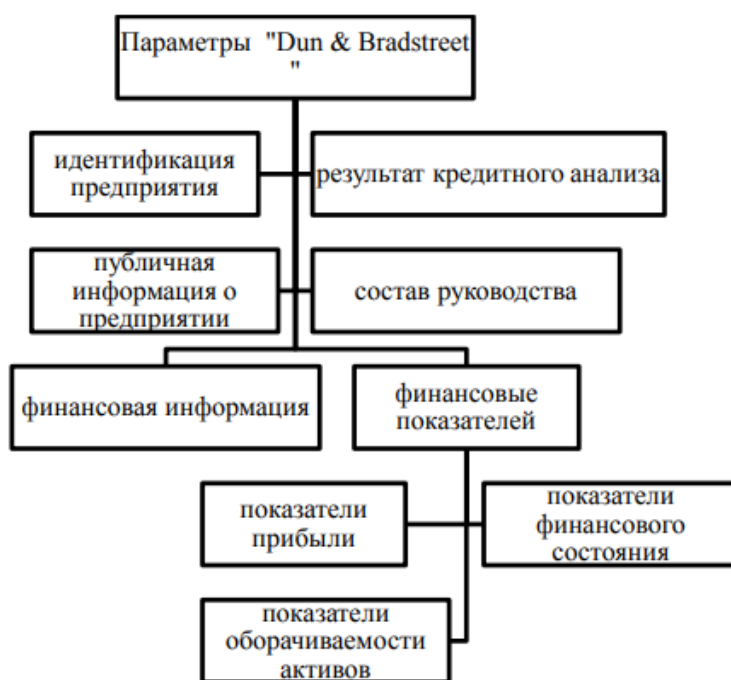 Параметры "Dun & Bradstreet
"
идентификация
предприятия
результат кредитного анализа
публичная
информация о
предприятии
состав руководства
финансовая информация
финансовые
показателей
показатели
прибыли
показатели
финансового
состояния
показатели
оборачиваемости
активов